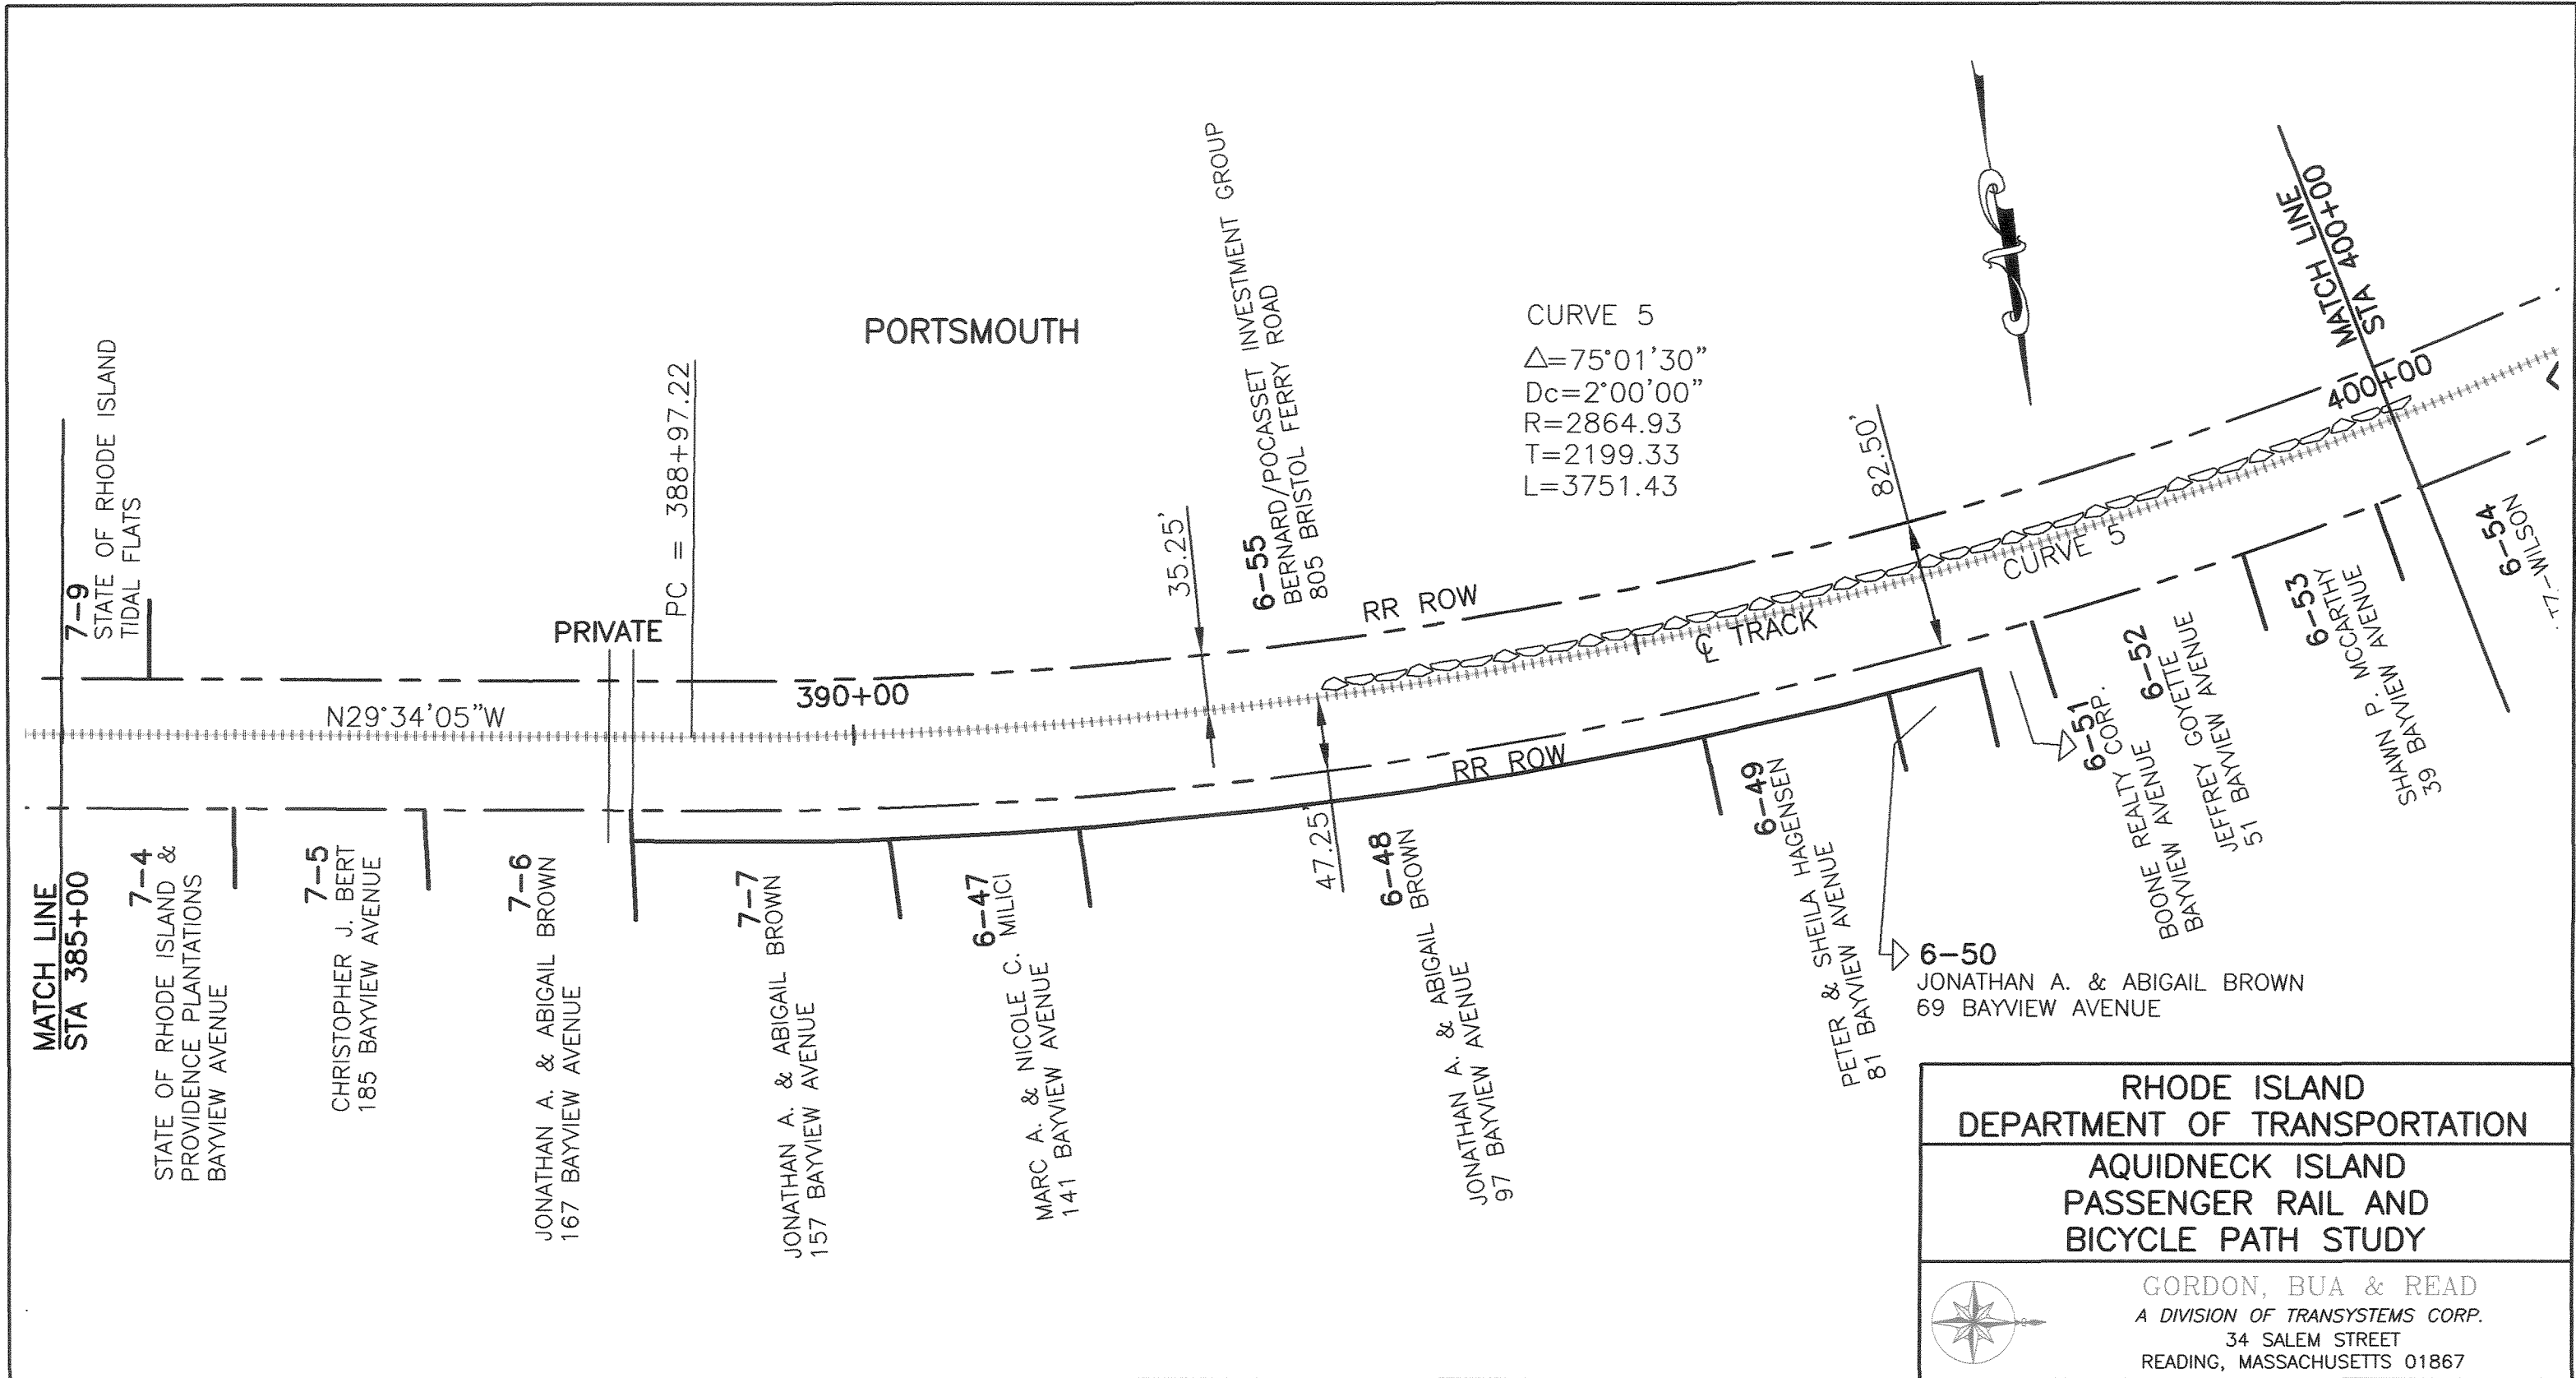 MATCH LINE
STA 385+00
7-9
STATE OF RHODE ISLAND
TIDAL FLATS
N29°34'05"W
PRIVATE
PC = 388+97.22
PORTSMOUTH
390+00
35.25'
6-55
BERNARD/POCASSET INVESTMENT GROUP
805 BRISTOL FERRY ROAD
RR ROW
℄ TRACK
RR ROW
47.25'
CURVE 5
Δ=75°01'30"
Dc=2°00'00"
R=2864.93
T=2199.33
L=3751.43
82.50'
CURVE 5
MATCH LINE
STA 400+00
400+00
7-4
STATE OF RHODE ISLAND &
PROVIDENCE PLANTATIONS
BAYVIEW AVENUE
7-5
CHRISTOPHER J. BERT
185 BAYVIEW AVENUE
7-6
JONATHAN A. & ABIGAIL BROWN
167 BAYVIEW AVENUE
7-7
JONATHAN A. & ABIGAIL BROWN
157 BAYVIEW AVENUE
6-47
MARC A. & NICOLE C. MILICI
141 BAYVIEW AVENUE
6-48
JONATHAN A. & ABIGAIL BROWN
97 BAYVIEW AVENUE
6-49
PETER & SHEILA HAGENSEN
81 BAYVIEW AVENUE
6-50
JONATHAN A. & ABIGAIL BROWN
69 BAYVIEW AVENUE
6-51
BOONE REALTY CORP.
BAYVIEW AVENUE
6-52
JEFFREY GOYETTE
BAYVIEW AVENUE
51 BAYVIEW AVENUE
6-53
SHAWN P. MCCARTHY
39 BAYVIEW AVENUE
6-54
WILSON
RHODE ISLAND
DEPARTMENT OF TRANSPORTATION
AQUIDNECK ISLAND
PASSENGER RAIL AND
BICYCLE PATH STUDY
GORDON, BUA & READ
A DIVISION OF TRANSYSTEMS CORP.
34 SALEM STREET
READING, MASSACHUSETTS 01867